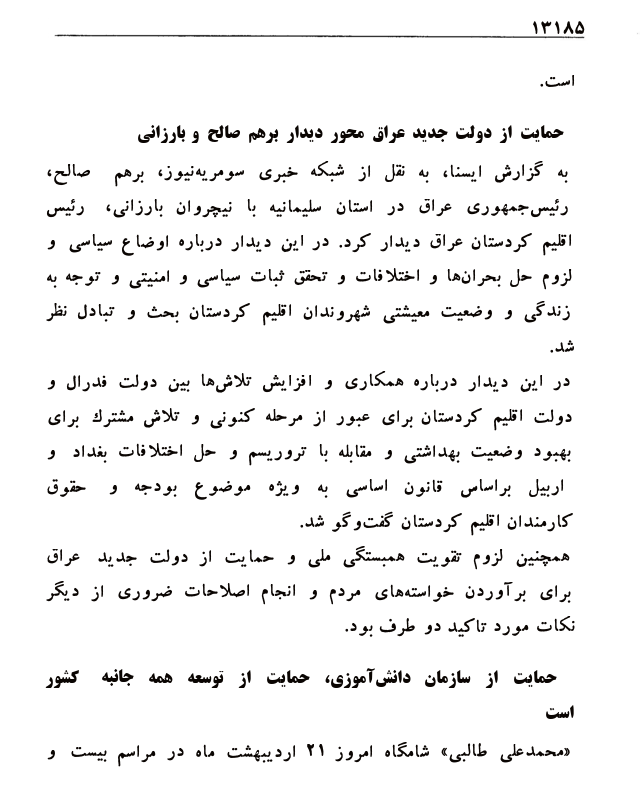 ۱۳۱۸۵
است.
حمایت از دولت جدید عراق محور دیدار برهم صالح و بارزانی
به گزارش ایسنا، به نقل از شبکه خبری سومریه‌نیوز، برهم صالح،
رئیس‌جمهوری عراق در استان سلیمانیه با نیچروان بارزانی، رئیس
اقلیم کردستان عراق دیدار کرد. در این دیدار درباره اوضاع سیاسی و
لزوم حل بحران‌ها و اختلافات و تحقق ثبات سیاسی و امنیتی و توجه به
زندگی و وضعیت معیشتی شهروندان اقلیم کردستان بحث و تبادل نظر
شد.
در این دیدار درباره همکاری و افزایش تلاش‌ها بین دولت فدرال و
دولت اقلیم کردستان برای عبور از مرحله کنونی و تلاش مشترك برای
بهبود وضعیت بهداشتی و مقابله با تروریسم و حل اختلافات بغداد و
اربیل براساس قانون اساسی به ویژه موضوع بودجه و حقوق
کارمندان اقلیم کردستان گفت‌وگو شد.
همچنین لزوم تقویت همبستگی ملی و حمایت از دولت جدید عراق
برای برآوردن خواسته‌های مردم و انجام اصلاحات ضروری از دیگر
نکات مورد تاکید دو طرف بود.
حمایت از سازمان دانش‌آموزی، حمایت از توسعه همه جانبه کشور
است
«محمدعلی طالبی» شامگاه امروز ۲۱ اردیبهشت ماه در مراسم بیست و